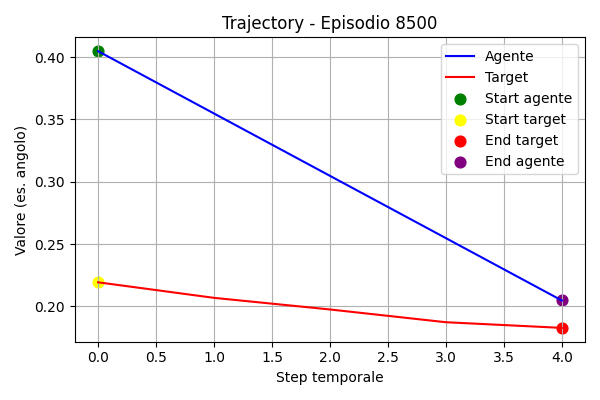 Trajectory - Episodio 8500
Valore (es. angolo)
0.40
0.35
0.30
0.25
0.20
Agente
Target
Start agente
Start target
End target
End agente
0.0 0.5 1.0 1.5 2.0 2.5 3.0 3.5 4.0
Step temporale